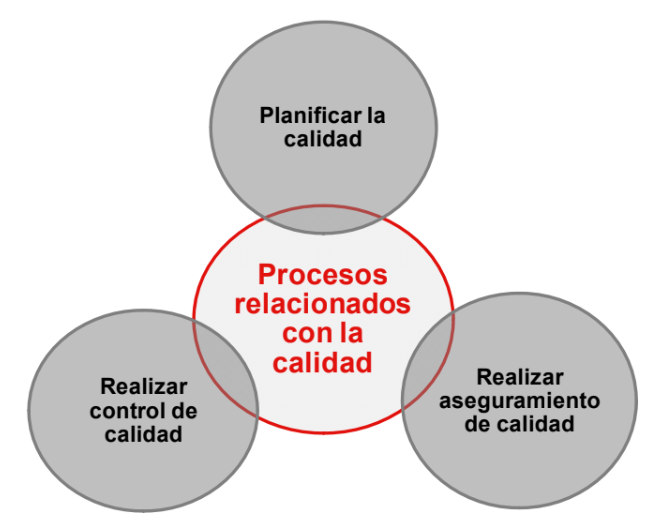 Planificar la
calidad
Procesos
relacionados
con la
calidad
Realizar
control de
calidad
Realizar
aseguramiento
de calidad